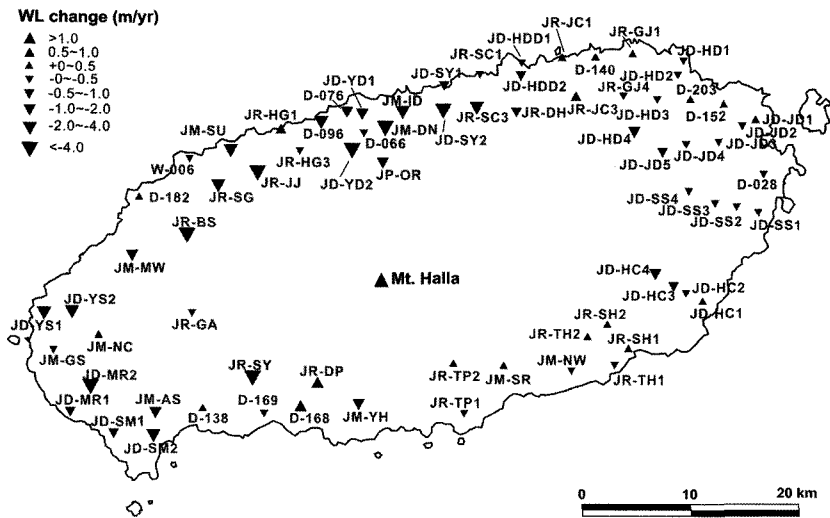 WL change (m/yr)
>1.0
0.5~1.0
+0~0.5
-0~-0.5
-0.5~-1.0
-1.0~-2.0
-2.0~-4.0
<-4.0
JR-JC1
JR-GJ1
JD-HDD1
JR-SC1
JD-HD1
D-140
JD-SY1
JD-YD1
D-076
JM-ID
JD-HDD2
JD-HD2
JR-GJ4
D-203
JR-HG1
JR-SC3
JR-DH
JR-JC3
JD-HD3
D-152
JD-JD1
D-096
JM-DN
JM-SU
D-066
JD-SY2
JD-HD4
JD-JD2
JD-JD3
JR-HG3
JD-JD4
W-006
JD-JD5
JR-JJ
JD-YD2
JP-OR
D-028
JR-SG
D-182
JD-SS4
JD-SS3
JD-SS2
JD-SS1
JR-BS
JM-MW
JD-HC4
Mt. Halla
JD-HC2
JD-HC3
JD-YS2
JD-HC1
JD-YS1
JR-GA
JR-SH2
JM-NC
JR-TH2
JR-SH1
JM-GS
JD-MR2
JR-SY
JR-DP
JR-TP2
JM-SR
JM-NW
JR-TH1
JD-MR1
JM-AS
D-169
JD-SM1
D-138
D-168
JM-YH
JR-TP1
JD-SM2
0
10
20 km